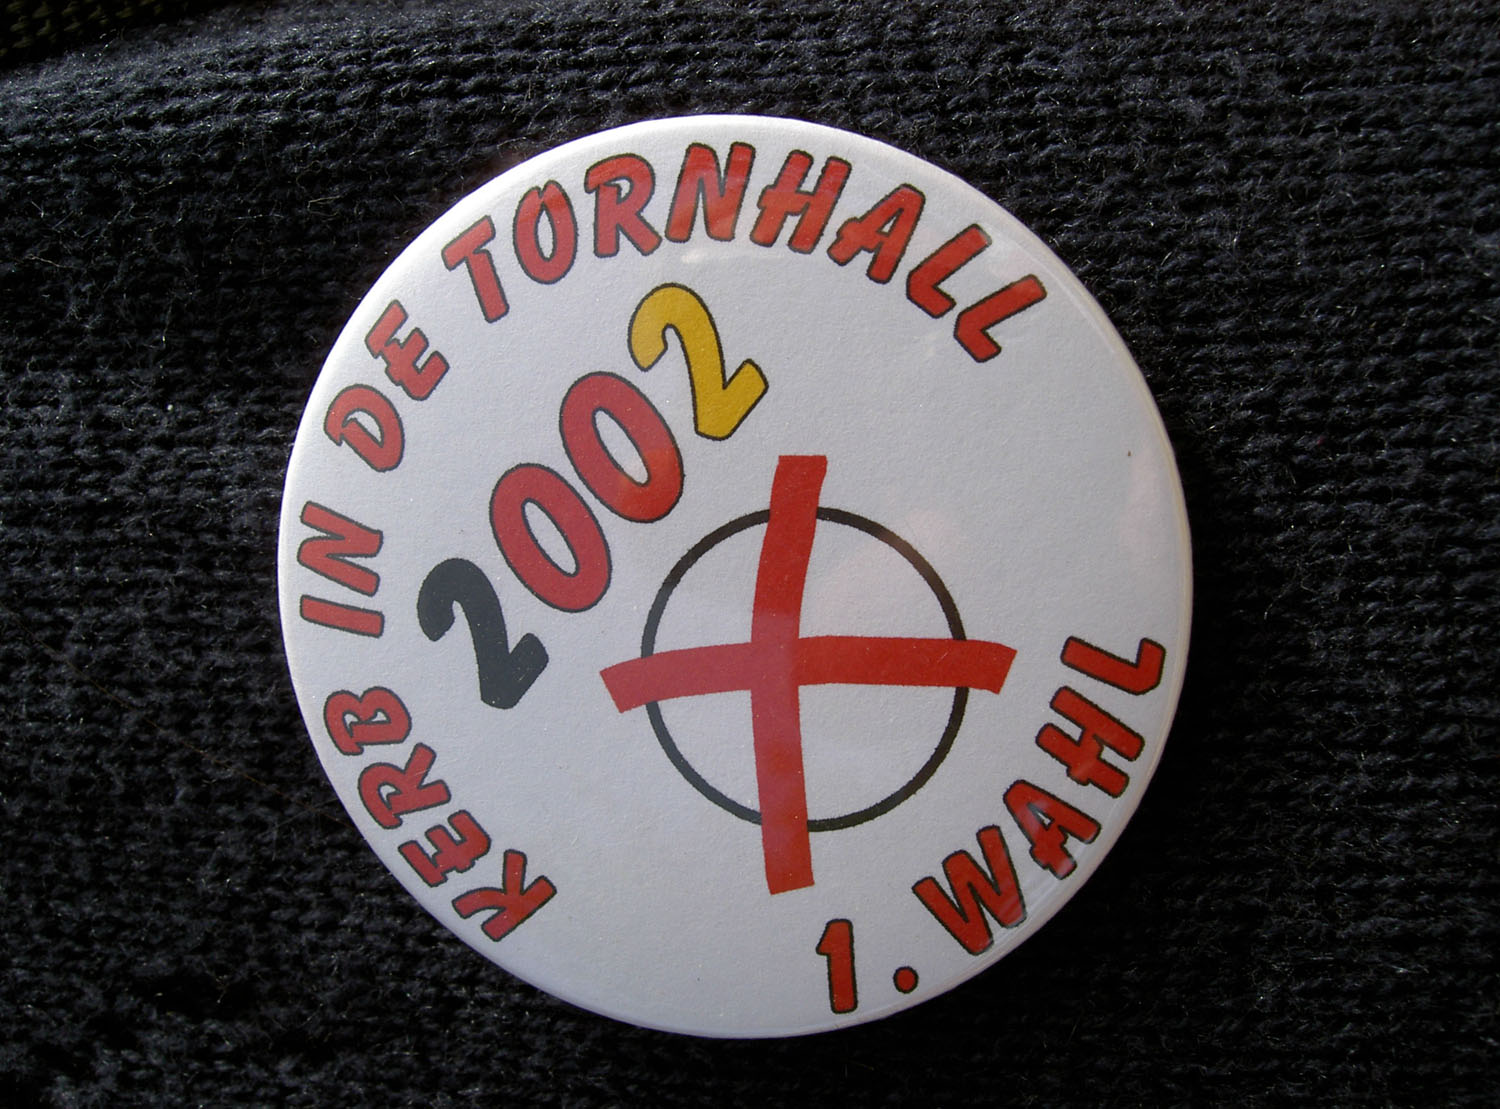 KERB IN DE TORNHALL
2002
1. WAHL